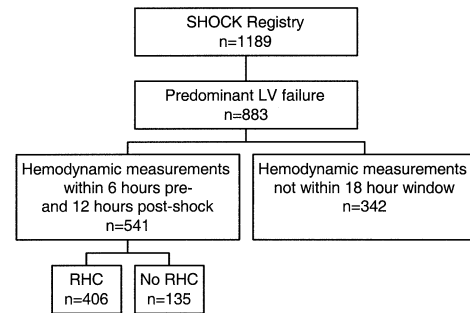 SHOCK Registry
n=1189
Predominant LV failure
n=883
Hemodynamic measurements
within 6 hours pre-
and 12 hours post-shock
n=541
Hemodynamic measurements
not within 18 hour window
n=342
RHC
n=406
No RHC
n=135